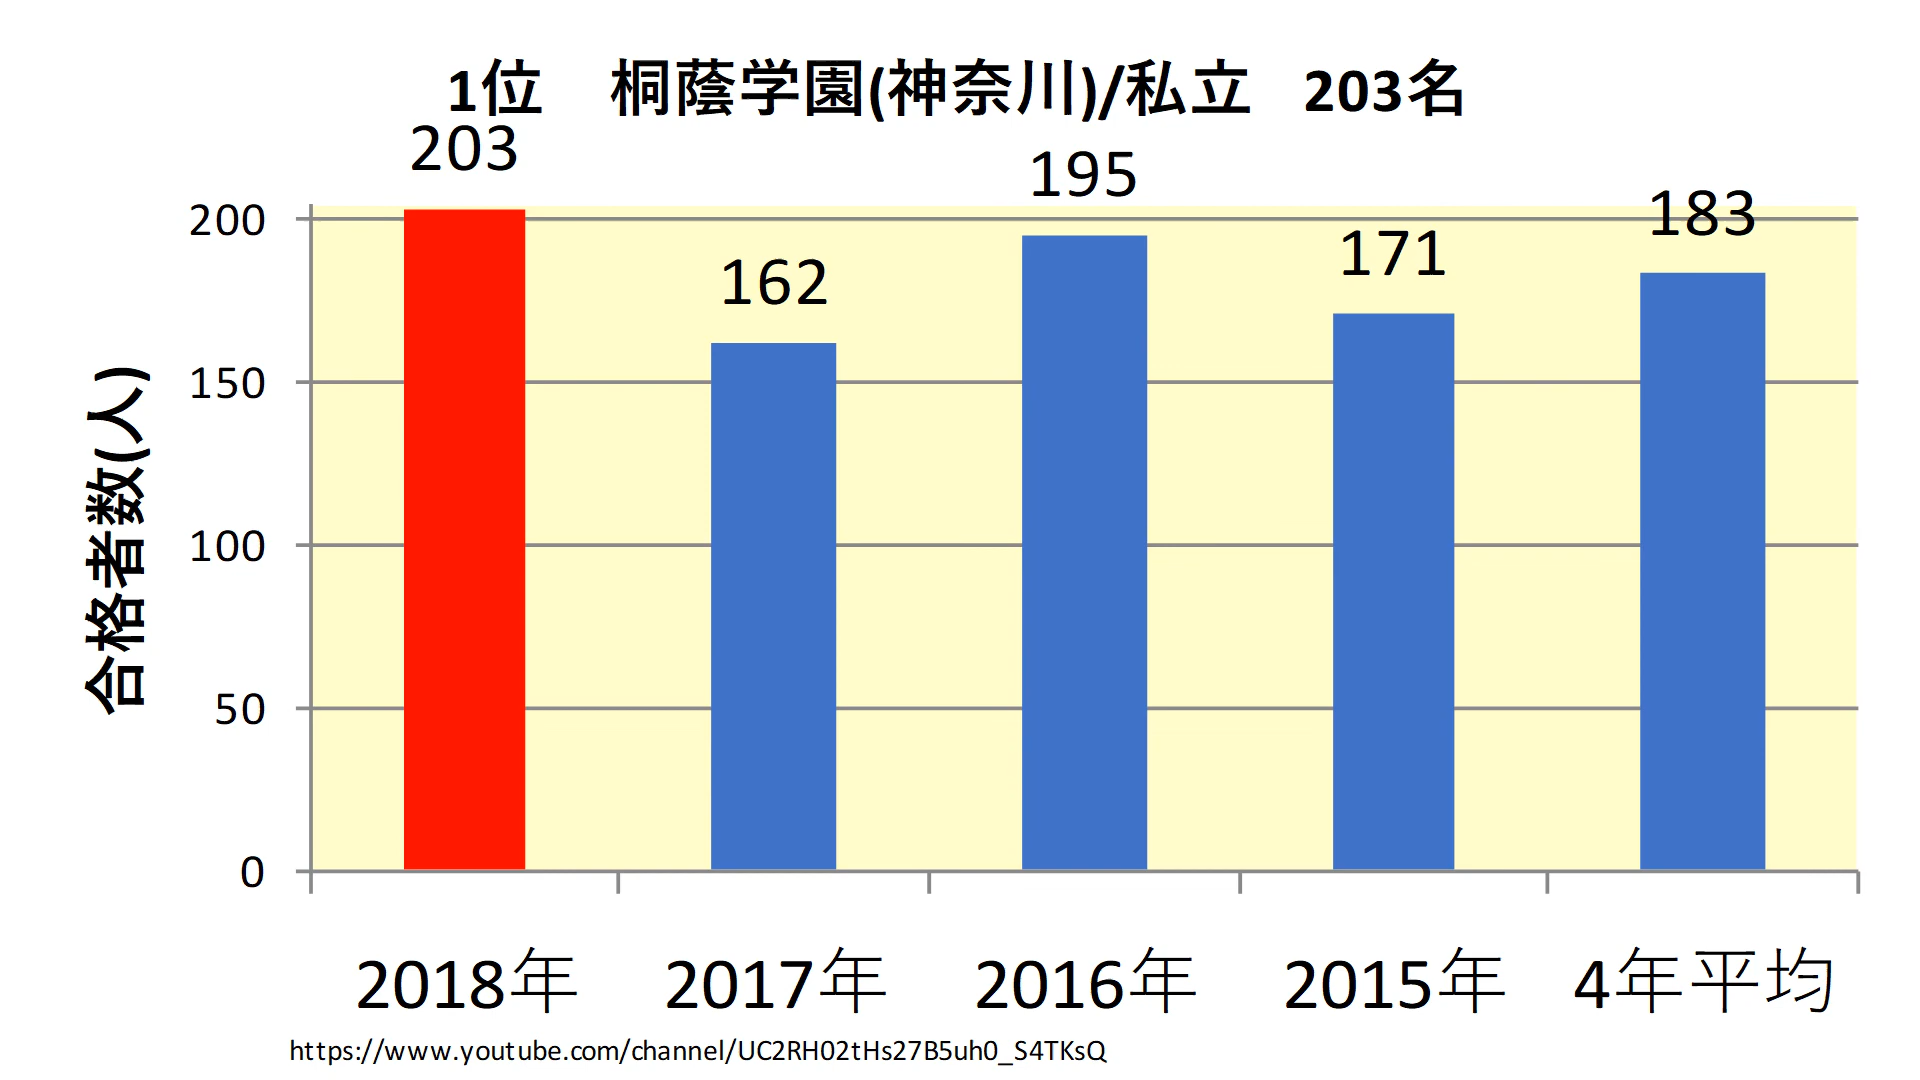 1位 桐蔭学園(神奈川)/私立 203名
203
162
195
171
183
200
150
100
50
0
合格者数(人)
2018年
2017年
2016年
2015年
4年平均
https://www.youtube.com/channel/UC2RH02tHs27B5uh0_S4TKsQ